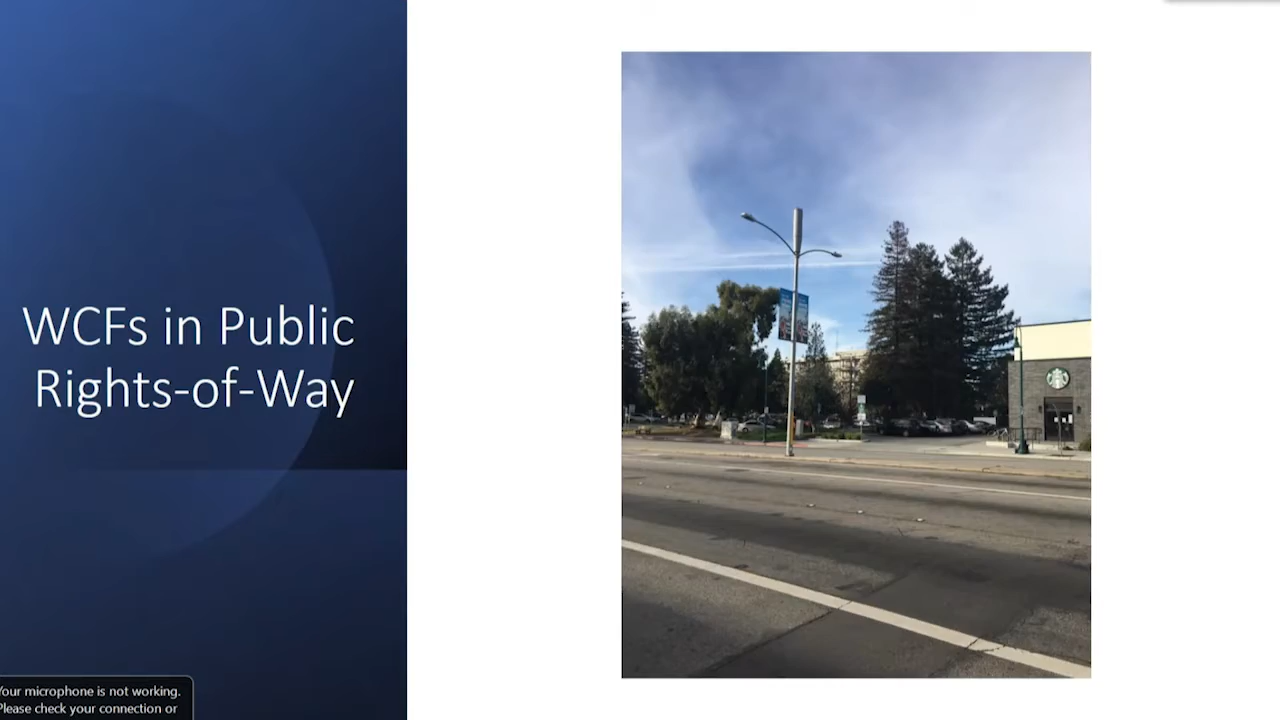 WCFs in Public
Rights-of-Way
Your microphone is not working.
Please check your connection or